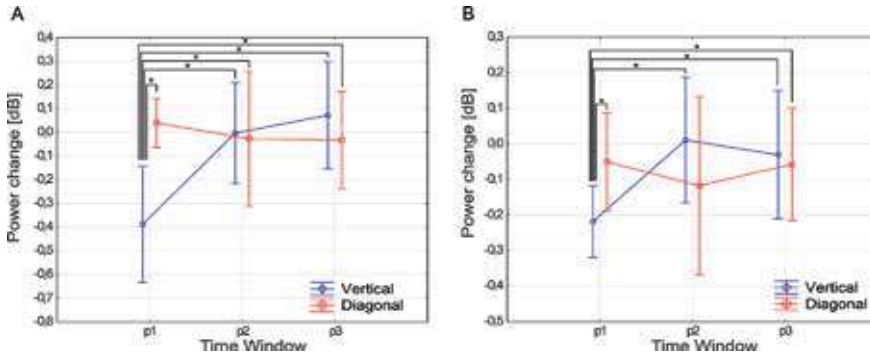 A
0,4
0,3
0,2
0,1
0,0
-0,1
-0,2
-0,3
-0,4
-0,5
-0,6
-0,7
-0,8
Power change [dB]
* * * * *
Vertical
Diagonal
p1 p2 p3
Time Window
B
0,3
0,2
0,1
0,0
-0,1
-0,2
-0,3
-0,4
-0,5
Power change [dB]
* * * *
Vertical
Diagonal
p1 p2 p3
Time Window